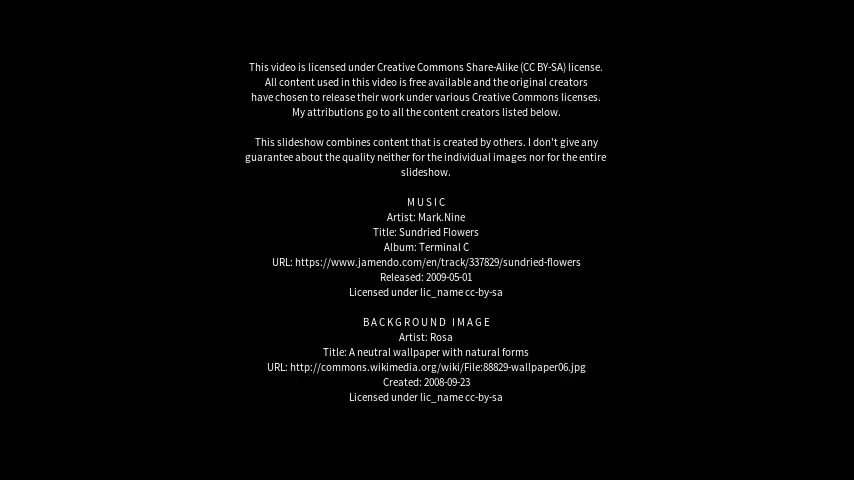 This video is licensed under Creative Commons Share-Alike (CC BY-SA) license.
All content used in this video is free available and the original creators
have chosen to release their work under various Creative Commons licenses.
My attributions go to all the content creators listed below.
This slideshow combines content that is created by others. I don't give any
guarantee about the quality neither for the individual images nor for the entire
slideshow.
MUSIC
Artist: Mark.Nine
Title: Sundried Flowers
Album: Terminal C
URL: https://www.jamendo.com/en/track/337829/sundried-flowers
Released: 2009-05-01
Licensed under lic_name cc-by-sa
BACKGROUND IMAGE
Artist: Rosa
Title: A neutral wallpaper with natural forms
URL: http://commons.wikimedia.org/wiki/File:88829-wallpaper06.jpg
Created: 2008-09-23
Licensed under lic_name cc-by-sa